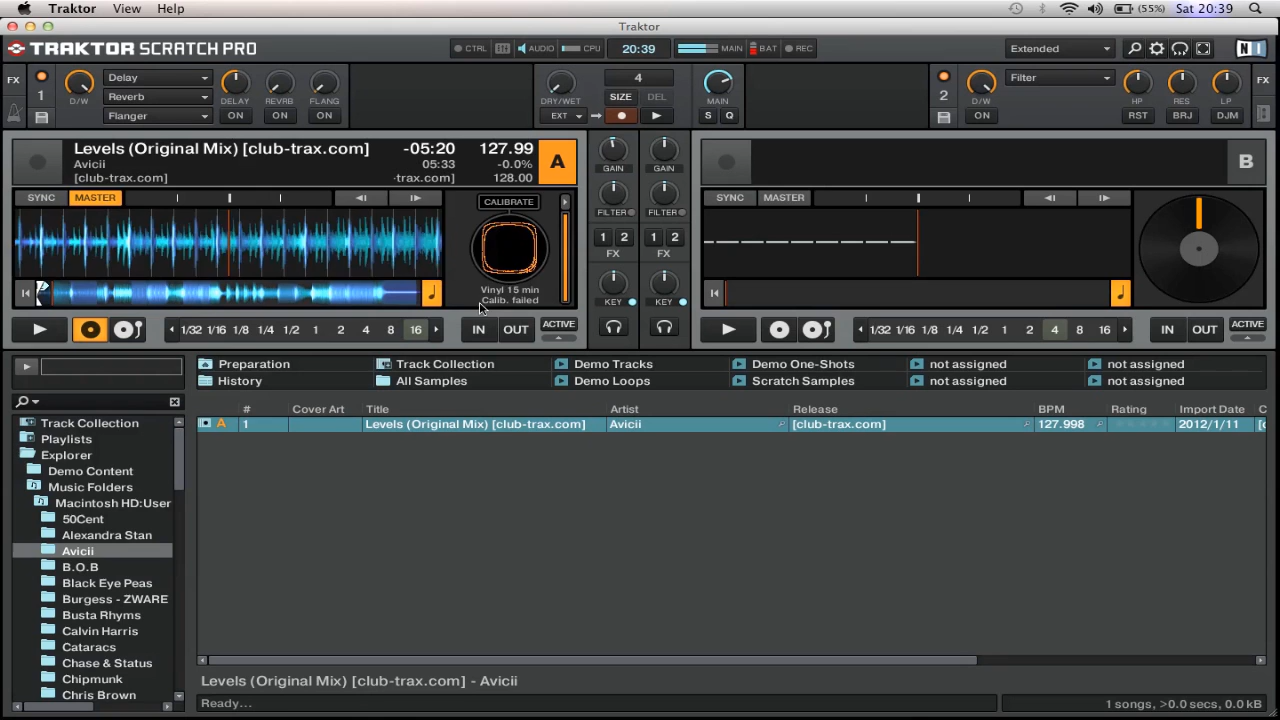 Traktor View Help (55%) Sat 20:39
Traktor
TRAKTOR SCRATCH PRO CTRL AUDIO CPU 20:39 MAIN BAT REC Extended NI
FX 1 D/W Delay Reverb Flanger DELAY ON REVRB ON FLANG ON
DRY/WET EXT 4 SIZE DEL MAIN S Q
2 D/W ON Filter HP RST RES BRJ LP DJM FX
Levels (Original Mix) [club-trax.com] -05:20 127.99 A
Avicii 05:33 -0.0%
[club-trax.com] -trax.com] 128.00
SYNC MASTER
CALIBRATE
Vinyl 15 min
Calib. failed
1/32 1/16 1/8 1/4 1/2 1 2 4 8 16 IN OUT ACTIVE
GAIN GAIN
FILTER FILTER
1 2 1 2
FX FX
KEY KEY
B
SYNC MASTER
1/32 1/16 1/8 1/4 1/2 1 2 4 8 16 IN OUT ACTIVE
Preparation Track Collection Demo Tracks Demo One-Shots not assigned not assigned
History All Samples Demo Loops Scratch Samples not assigned not assigned
# Cover Art Title Artist Release BPM Rating Import Date C
A 1 Levels (Original Mix) [club-trax.com] Avicii [club-trax.com] 127.998 2012/1/11
Track Collection
Playlists
Explorer
Demo Content
Music Folders
Macintosh HD:User
50Cent
Alexandra Stan
Avicii
B.O.B
Black Eye Peas
Burgess - ZWARE
Busta Rhyms
Calvin Harris
Cataracs
Chase & Status
Chipmunk
Chris Brown
Levels (Original Mix) [club-trax.com] - Avicii
Ready... 1 songs, >0.0 secs, 0.0 kB